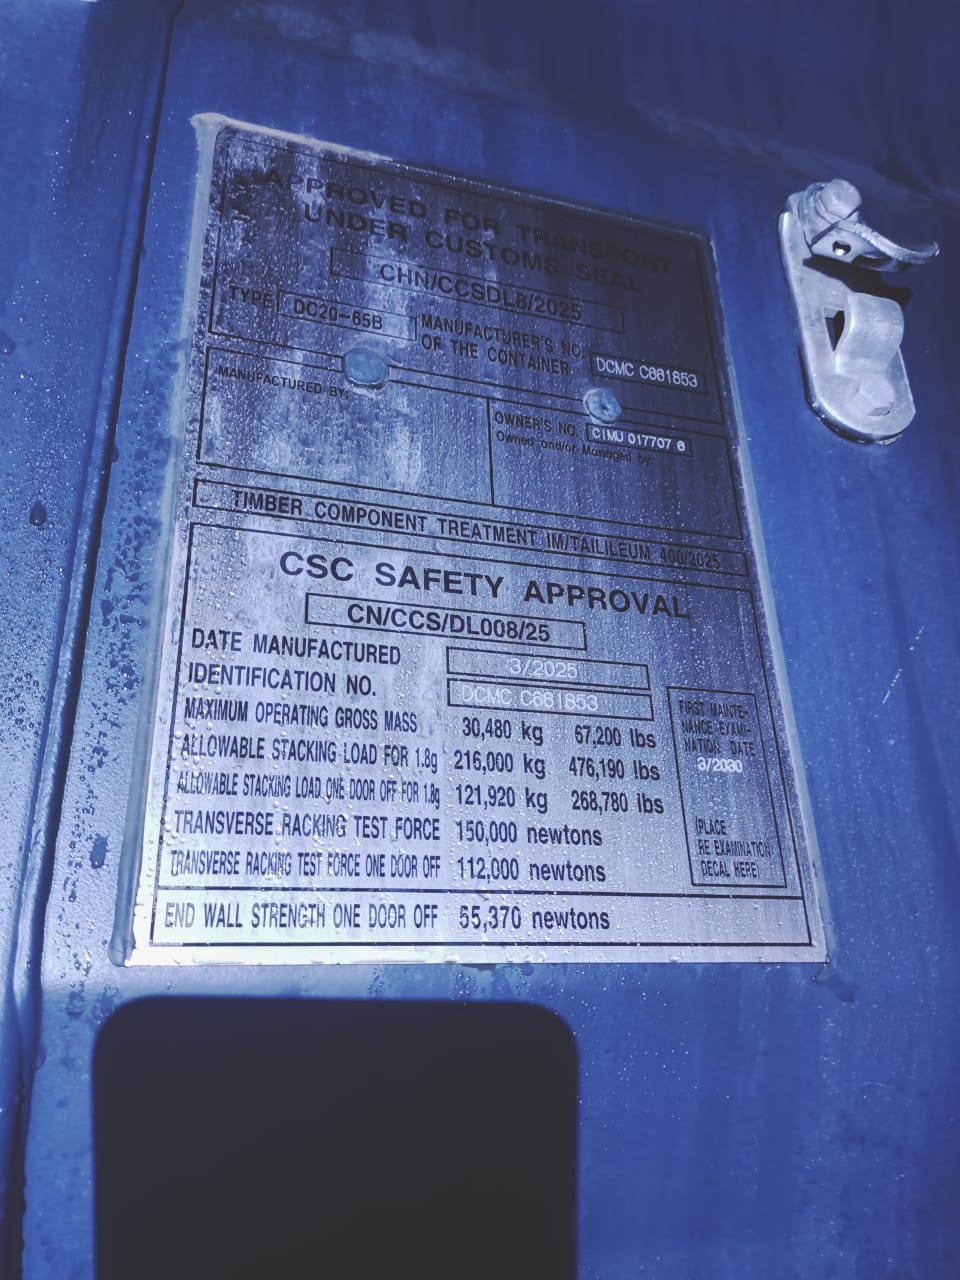 APPROVED FOR TRANSPORT
UNDER CUSTOMS SEAL
CHN/CCSDL8/2025
TYPE DC20-65B
MANUFACTURER'S NO.
OF THE CONTAINER DCMC C661853
MANUFACTURED BY:
OWNER'S NO. CIMU 017707 6
Owned and/or Managed by:
TIMBER COMPONENT TREATMENT IM/TAILILEUM 400/2025
CSC SAFETY APPROVAL
CN/CCS/DL008/25
DATE MANUFACTURED 3/2025
IDENTIFICATION NO. DCMC C661853
MAXIMUM OPERATING GROSS MASS 30,480 kg 67,200 lbs
ALLOWABLE STACKING LOAD FOR 1.8g 216,000 kg 476,190 lbs
ALLOWABLE STACKING LOAD ONE DOOR OFF FOR 1.8g 121,920 kg 268,780 lbs
TRANSVERSE RACKING TEST FORCE 150,000 newtons
TRANSVERSE RACKING TEST FORCE ONE DOOR OFF 112,000 newtons
END WALL STRENGTH ONE DOOR OFF 55,370 newtons
FIRST MAINTE-
NANCE EXAMI-
NATION DATE
3/2030
(PLACE
RE EXAMINATION
DECAL HERE)